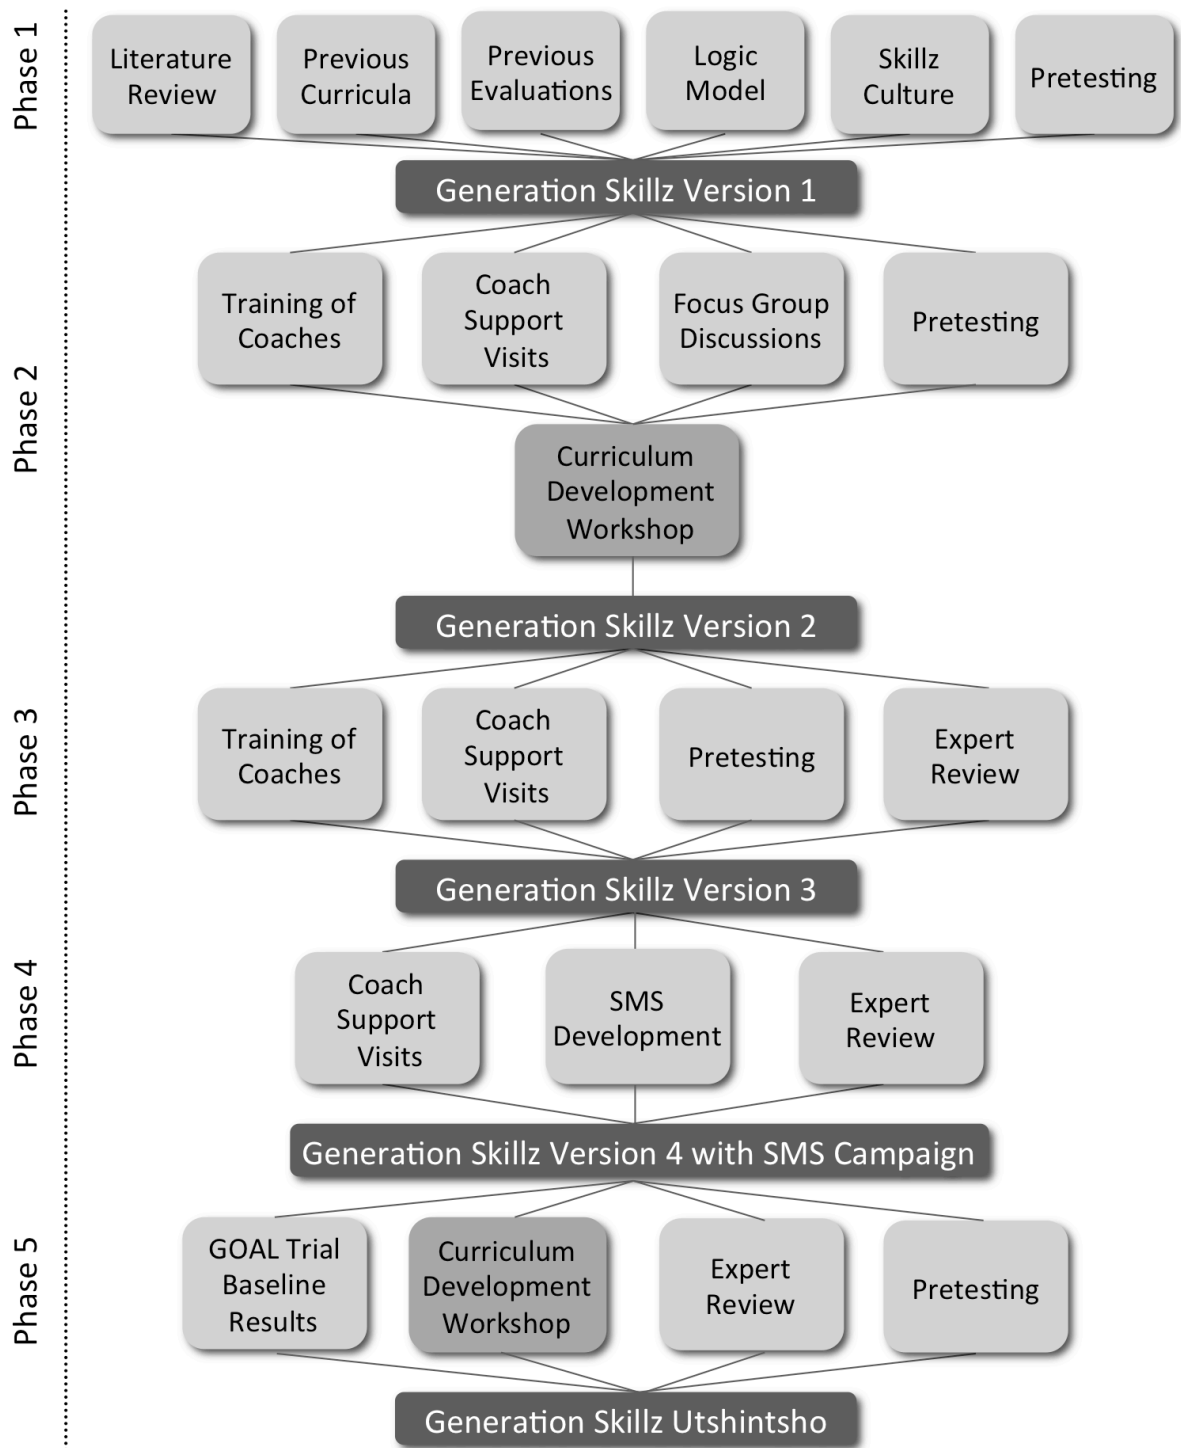 Phase 1
Literature
Review
Previous
Curricula
Previous
Evaluations
Logic
Model
Skillz
Culture
Pretesting
Generation Skillz Version 1
Phase 2
Training of
Coaches
Coach
Support
Visits
Focus Group
Discussions
Pretesting
Curriculum
Development
Workshop
Generation Skillz Version 2
Phase 3
Training of
Coaches
Coach
Support
Visits
Pretesting
Expert
Review
Generation Skillz Version 3
Phase 4
Coach
Support
Visits
SMS
Development
Expert
Review
Generation Skillz Version 4 with SMS Campaign
Phase 5
GOAL Trial
Baseline
Results
Curriculum
Development
Workshop
Expert
Review
Pretesting
Generation Skillz Utshintsho